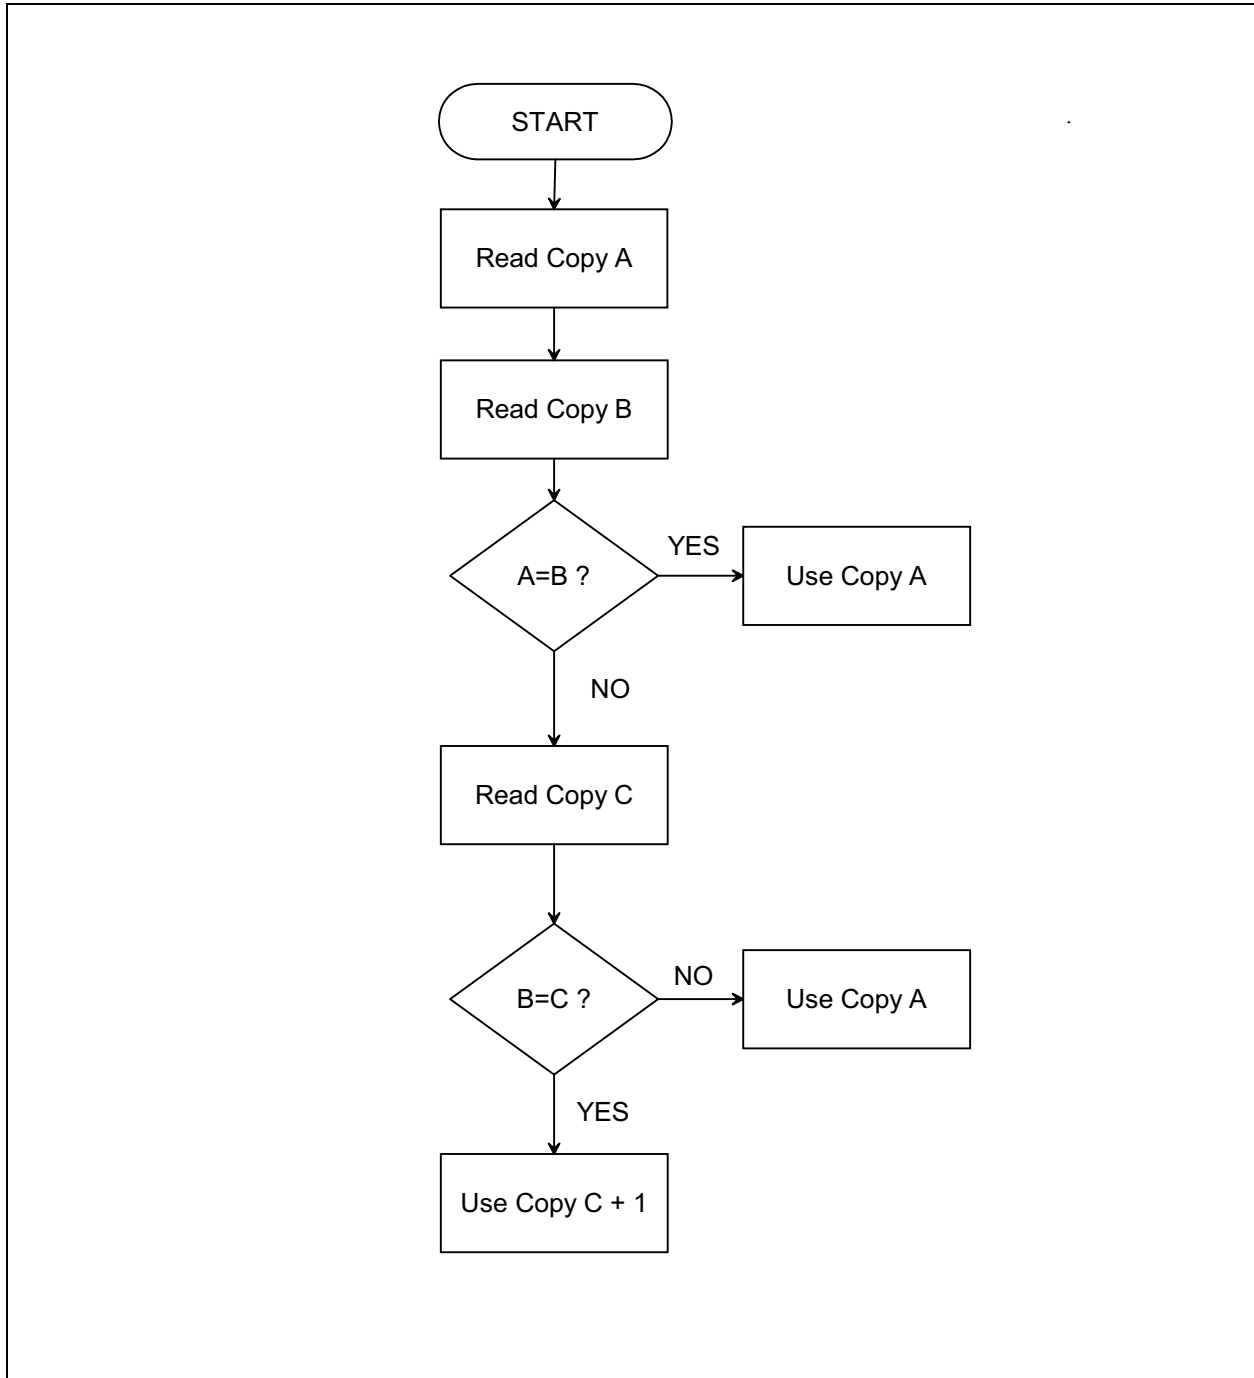 START
Read Copy A
Read Copy B
A=B ?
YES
Use Copy A
NO
Read Copy C
B=C ?
NO
Use Copy A
YES
Use Copy C + 1